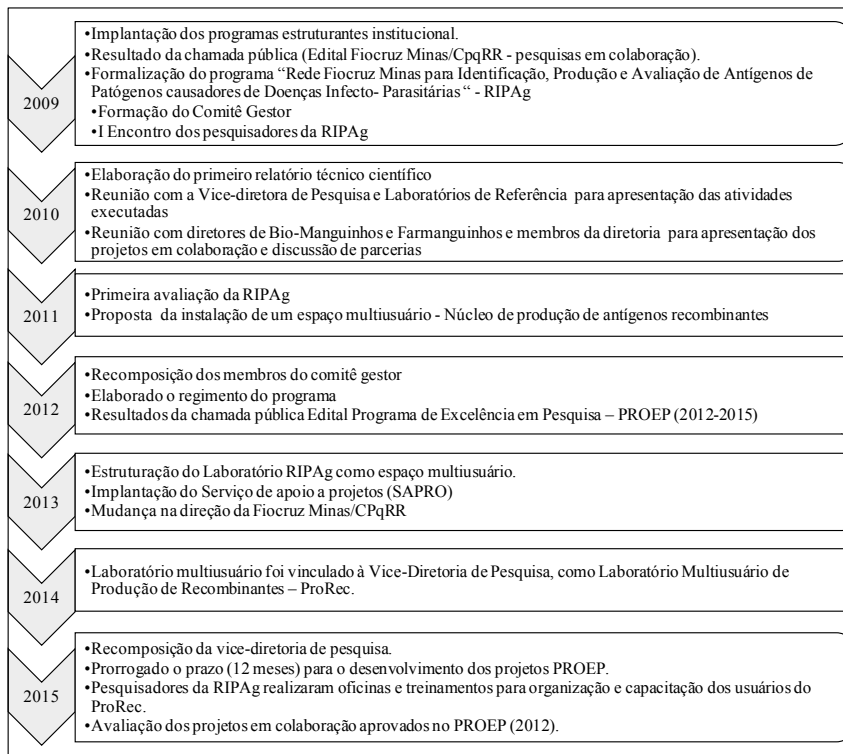 2009
•Implantação dos programas estruturantes institucional.
•Resultado da chamada pública (Edital Fiocruz Minas/CpqRR - pesquisas em colaboração).
•Formalização do programa “Rede Fiocruz Minas para Identificação, Produção e Avaliação de Antígenos de
Patógenos causadores de Doenças Infecto- Parasitárias “ - RIPAg
•Formação do Comitê Gestor
•I Encontro dos pesquisadores da RIPAg
2010
•Elaboração do primeiro relatório técnico científico
•Reunião com a Vice-diretora de Pesquisa e Laboratórios de Referência para apresentação das atividades
executadas
•Reunião com diretores de Bio-Manguinhos e Farmanguinhos e membros da diretoria para apresentação dos
projetos em colaboração e discussão de parcerias
2011
•Primeira avaliação da RIPAg
•Proposta da instalação de um espaço multiusuário - Núcleo de produção de antígenos recombinantes
2012
•Recomposição dos membros do comitê gestor
•Elaborado o regimento do programa
•Resultados da chamada pública Edital Programa de Excelência em Pesquisa – PROEP (2012-2015)
2013
•Estruturação do Laboratório RIPAg como espaço multiusuário.
•Implantação do Serviço de apoio a projetos (SAPRO)
•Mudança na direção da Fiocruz Minas/CPqRR
2014
•Laboratório multiusuário foi vinculado à Vice-Diretoria de Pesquisa, como Laboratório Multiusuário de
Produção de Recombinantes – ProRec.
2015
•Recomposição da vice-diretoria de pesquisa.
•Prorrogado o prazo (12 meses) para o desenvolvimento dos projetos PROEP.
•Pesquisadores da RIPAg realizaram oficinas e treinamentos para organização e capacitação dos usuários do
ProRec.
•Avaliação dos projetos em colaboração aprovados no PROEP (2012).